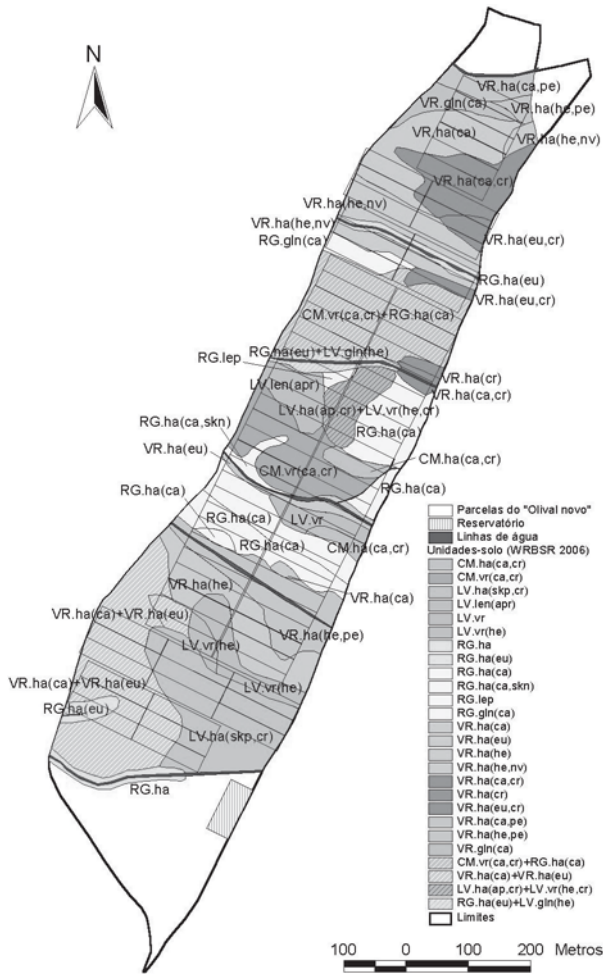 N
VR.ha(ca,pe)
VR.gln(ca)
VR.ha(he,pe)
VR.ha(ca)
VR.ha(he,nv)
VR.ha(ca,cr)
VR.ha(he,nv)
VR.ha(he,nv)
RG.gln(ca)
VR.ha(eu,cr)
RG.ha(eu)
VR.ha(eu,cr)
CM.vr(ca,cr)+RG.ha(ca)
RG.ha(eu)+LV.gln(he)
RG.lep
VR.ha(cr)
LV.len(apr)
VR.ha(ca,cr)
LV.ha(ap,cr)+LV.vr(he,cr)
RG.ha(ca)
RG.ha(ca,skn)
VR.ha(eu)
CM.ha(ca,cr)
CM.vr(ca,cr)
RG.ha(ca)
RG.ha(ca)
RG.ha(ca)
LV.vr
RG.ha(ca)
CM.ha(ca,cr)
VR.ha(he)
VR.ha(ca)
VR.ha(ca)+VR.ha(eu)
VR.ha(he,pe)
LV.vr(he)
VR.ha(ca)+VR.ha(eu)
LV.vr(he)
RG.ha(eu)
LV.ha(skp,cr)
RG.ha
Parcelas do "Olival novo"
Reservatório
Linhas de água
Unidades-solo (WRBSR 2006)
CM.ha(ca,cr)
CM.vr(ca,cr)
LV.ha(skp,cr)
LV.len(apr)
LV.vr
LV.vr(he)
RG.ha
RG.ha(eu)
RG.ha(ca)
RG.ha(ca,skn)
RG.lep
RG.gln(ca)
VR.ha(ca)
VR.ha(eu)
VR.ha(he)
VR.ha(he,nv)
VR.ha(ca,cr)
VR.ha(cr)
VR.ha(eu,cr)
VR.ha(ca,pe)
VR.ha(he,pe)
VR.gln(ca)
CM.vr(ca,cr)+RG.ha(ca)
VR.ha(ca)+VR.ha(eu)
LV.ha(ap,cr)+LV.vr(he,cr)
RG.ha(eu)+LV.gln(he)
Limites
100 0 100 200 Metros